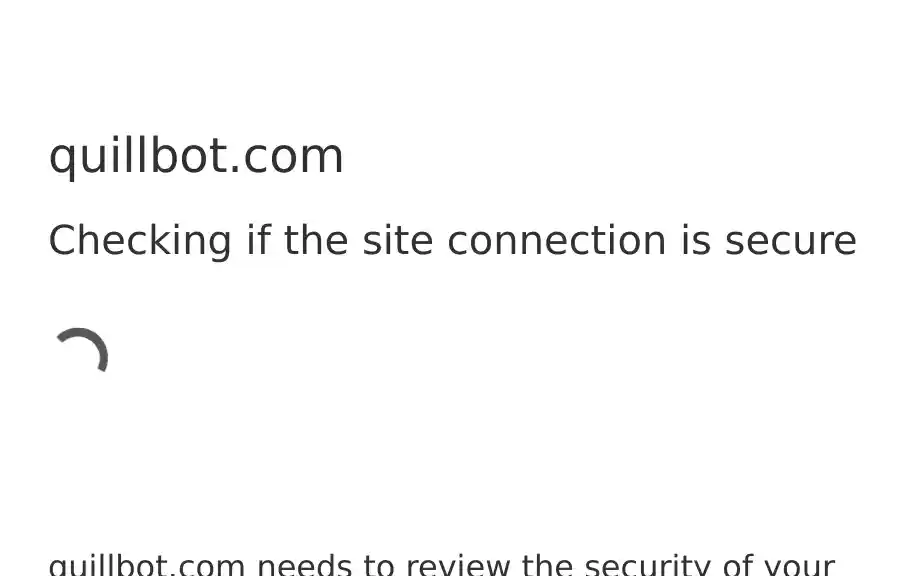 quillbot.com
Checking if the site connection is secure
quillbot.com needs to review the security of your